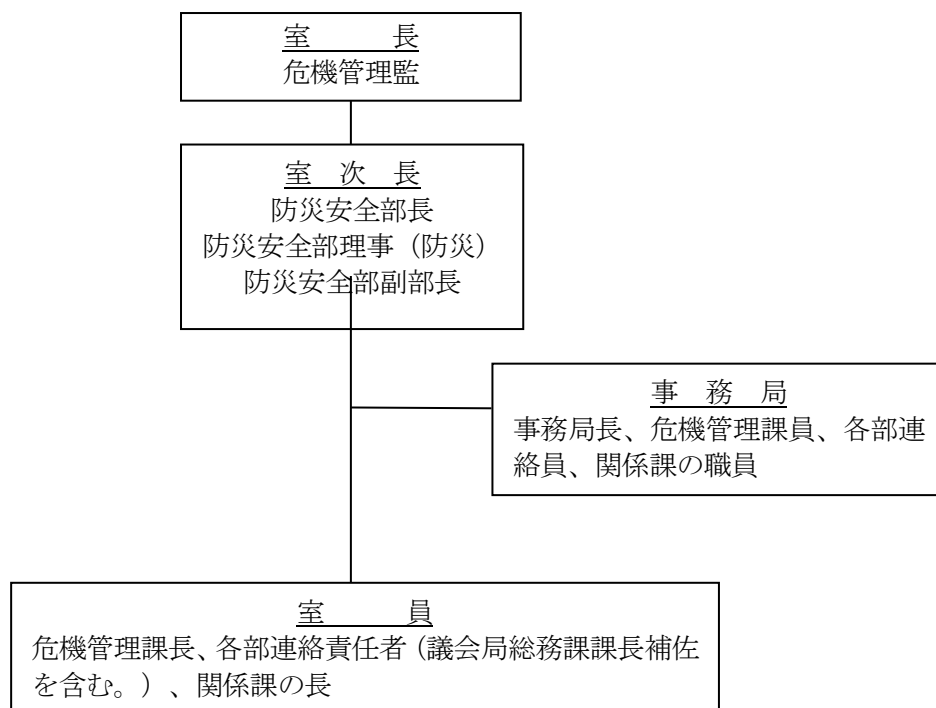 室　　　長
危機管理監
室　次　長
防災安全部長
防災安全部理事（防災）
防災安全部副部長
事　務　局
事務局長、危機管理課員、各部連
絡員、関係課の職員
室　　　員
危機管理課長、各部連絡責任者（議会局総務課課長補佐
を含む。）、関係課の長